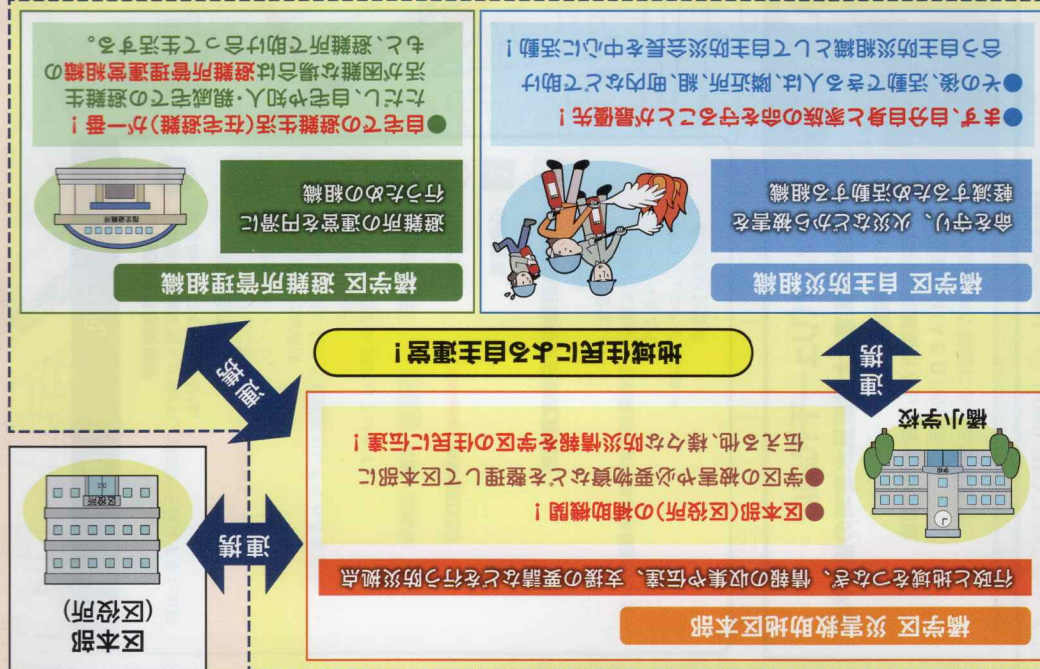 橘学区 災害救助地区本部
行政と地域をつなぎ、情報の収集や伝達、支援の要請などを行う防災拠点
●区本部(区役所)の補助機関！
●学区の被害や必要物資などを整理して区本部に
伝える他、様々な防災情報を学区の住民に伝達！
学校
橘小学校
連携
区本部
(区役所)
区役所
連携
連携
地域住民による自主運営！
橘学区 自主防災組織
命を守り、火災などから被害を
軽減するため活動する組織
●まず、自分自身と家族の命を守ることが最優先！
●その後、活動できる人は、隣近所、組、町内などで助け
合う自主防災組織として自主防災会長を中心に活動！
橘学区 避難所管理組織
避難所の運営を円滑に
行うための組織
指定避難所
●自宅での避難生活(在宅避難)が一番！
ただし、自宅や知人・親戚宅での避難生
活が困難な場合は避難所管理運営組織の
もと、避難所で助け合って生活する。